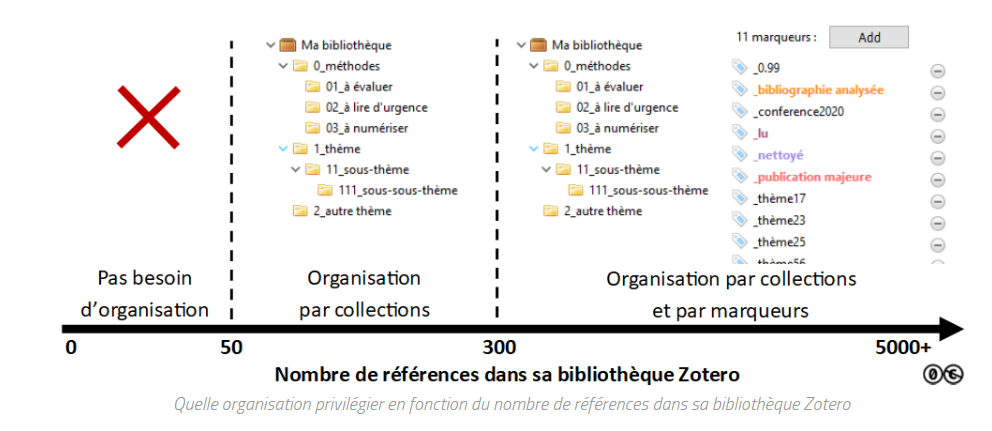 Ma bibliothèque
0_méthodes
01_à évaluer
02_à lire d'urgence
03_à numériser
1_thème
11_sous-thème
111_sous-sous-thème
2_autre thème
Ma bibliothèque
0_méthodes
01_à évaluer
02_à lire d'urgence
03_à numériser
1_thème
11_sous-thème
111_sous-sous-thème
2_autre thème
11 marqueurs : Add
_0.99
_bibliographie analysée
_conference2020
_lu
_nettoyé
_publication majeure
_thème17
_thème23
_thème25
_thème56
Pas besoin
d'organisation
Organisation
par collections
Organisation par collections
et par marqueurs
0 50 300 5000+
Nombre de références dans sa bibliothèque Zotero
Quelle organisation privilégier en fonction du nombre de références dans sa bibliothèque Zotero